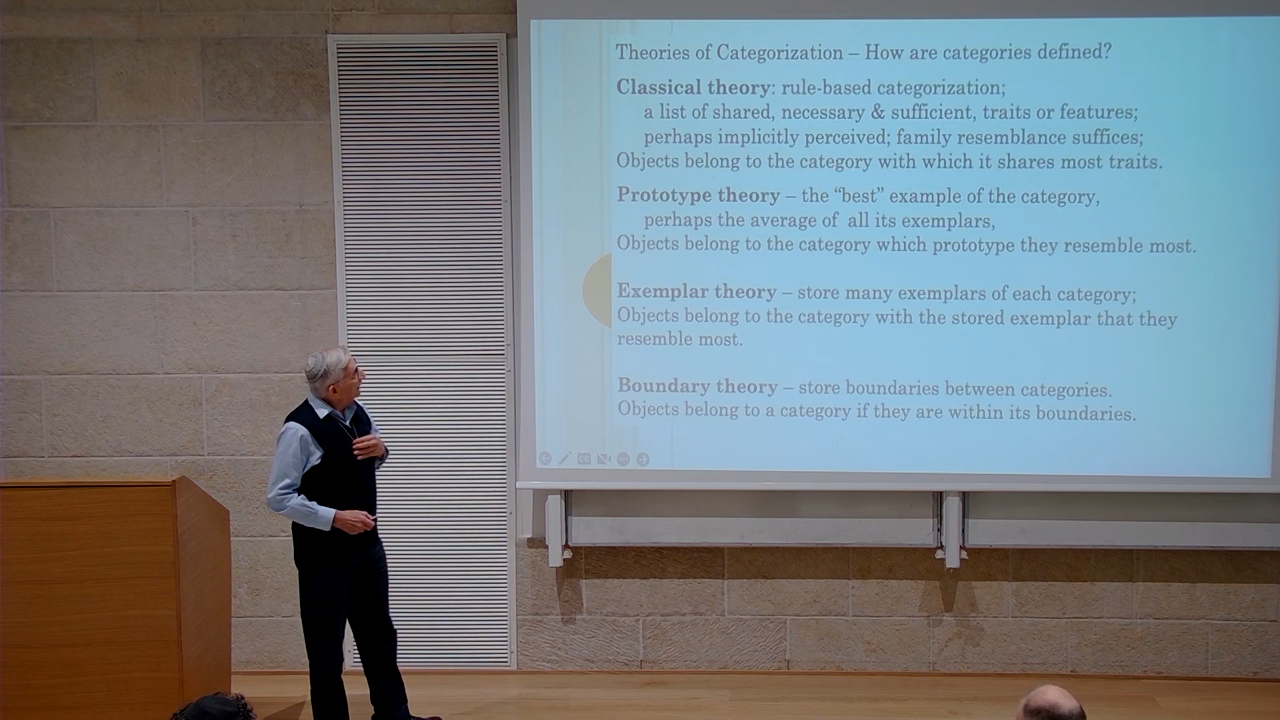 Theories of Categorization – How are categories defined?
Classical theory: rule-based categorization;
a list of shared, necessary & sufficient, traits or features;
perhaps implicitly perceived; family resemblance suffices;
Objects belong to the category with which it shares most traits.
Prototype theory – the “best” example of the category,
perhaps the average of all its exemplars,
Objects belong to the category which prototype they resemble most.
Exemplar theory – store many exemplars of each category;
Objects belong to the category with the stored exemplar that they
resemble most.
Boundary theory – store boundaries between categories.
Objects belong to a category if they are within its boundaries.